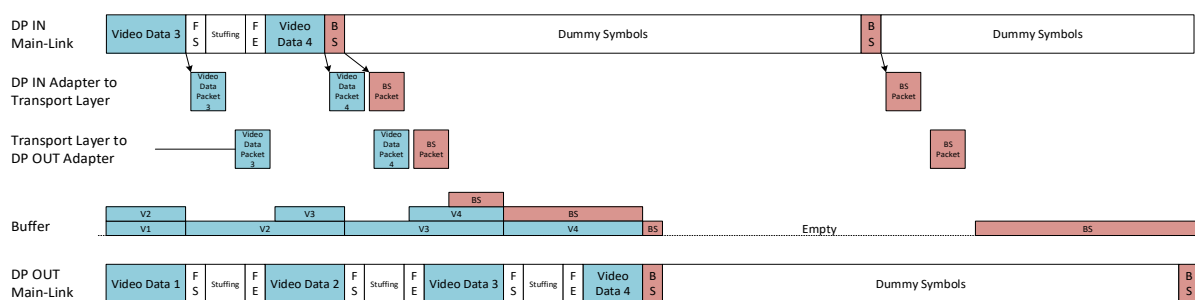 DP IN
Main-Link
Video Data 3
F
S
Stuffing
F
E
Video
Data 4
B
S
Dummy Symbols
B
S
Dummy Symbols
DP IN Adapter to
Transport Layer
Video
Data
Packet
3
Video
Data
Packet
4
BS
Packet
BS
Packet
Transport Layer to
DP OUT Adapter
Video
Data
Packet
3
Video
Data
Packet
4
BS
Packet
BS
Packet
Buffer
BS
V2
V3
V4
BS
V1
V2
V3
V4
BS
Empty
BS
DP OUT
Main-Link
Video Data 1
F
S
Stuffing
F
E
Video Data 2
F
S
Stuffing
F
E
Video Data 3
F
S
Stuffing
F
E
Video
Data 4
B
S
Dummy Symbols
B
S